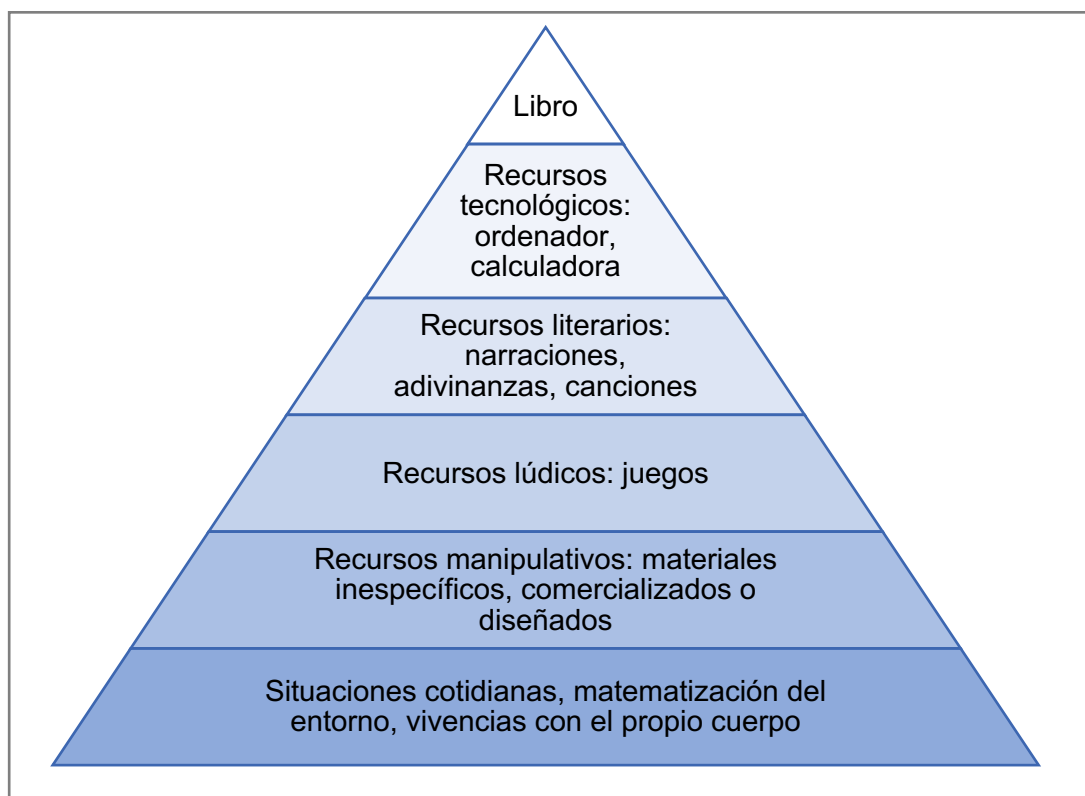 Libro
Recursos
tecnológicos:
ordenador,
calculadora
Recursos literarios:
narraciones,
adivinanzas, canciones
Recursos lúdicos: juegos
Recursos manipulativos: materiales
inespecíficos, comercializados o
diseñados
Situaciones cotidianas, matematización del
entorno, vivencias con el propio cuerpo